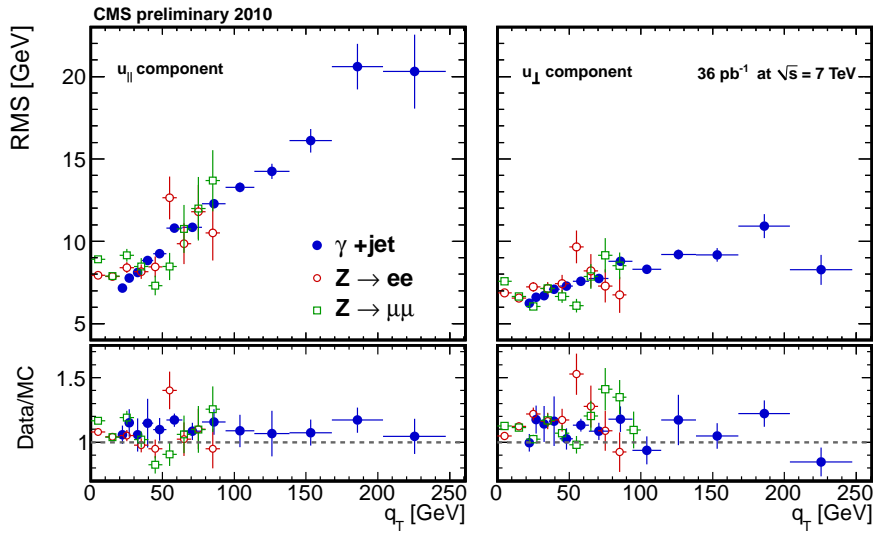 CMS preliminary 2010
RMS [GeV]
20
15
10
5
u∥ component
γ +jet
Z → ee
Z → μμ
u⊥ component
36 pb⁻¹ at √s = 7 TeV
Data/MC
1.5
1
0 50 100 150 200 250
q_T [GeV]
0 50 100 150 200 250
q_T [GeV]